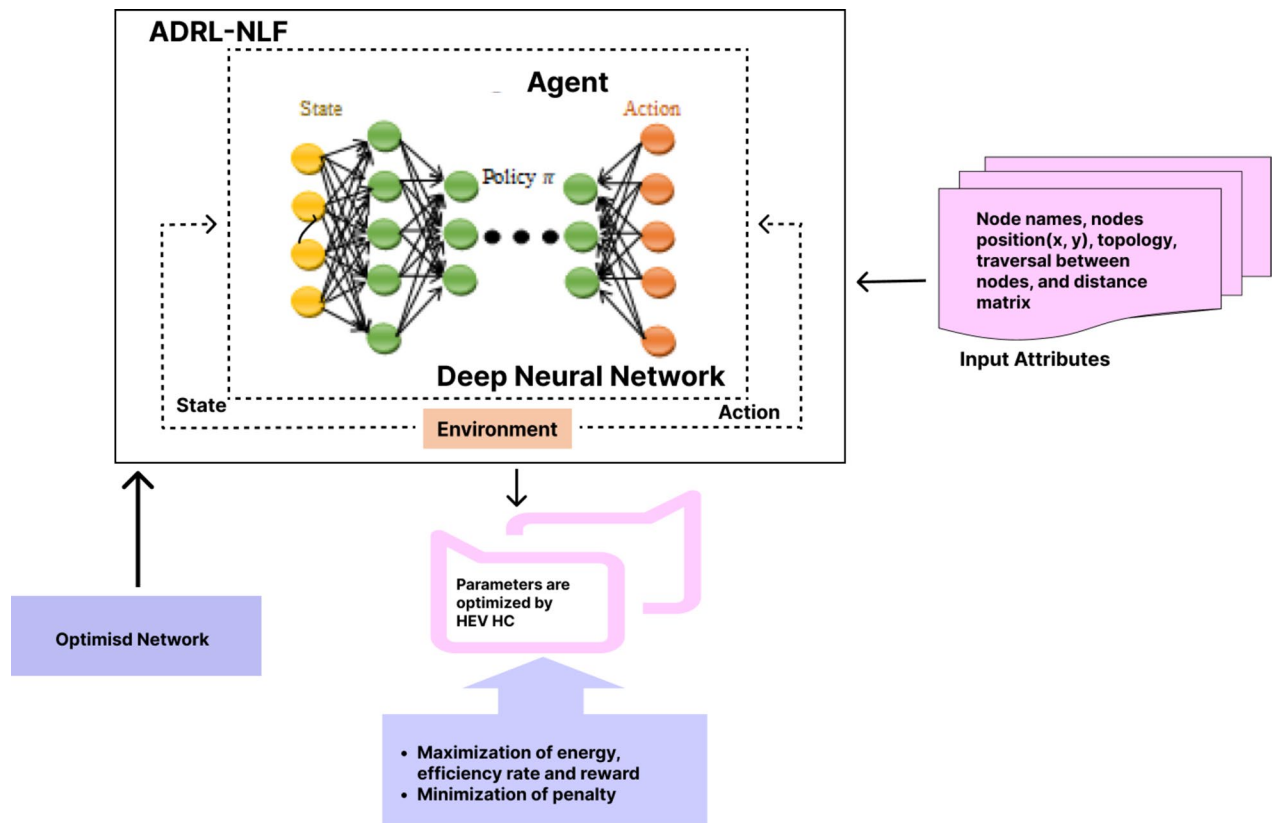 ADRL-NLF
Agent
State
Action
Policy π
Deep Neural Network
State
Action
Environment
Node names, nodes
position(x, y), topology,
traversal between
nodes, and distance
matrix
Input Attributes
Parameters are
optimized by
HEV HC
Optimisd Network
• Maximization of energy,
efficiency rate and reward
• Minimization of penalty